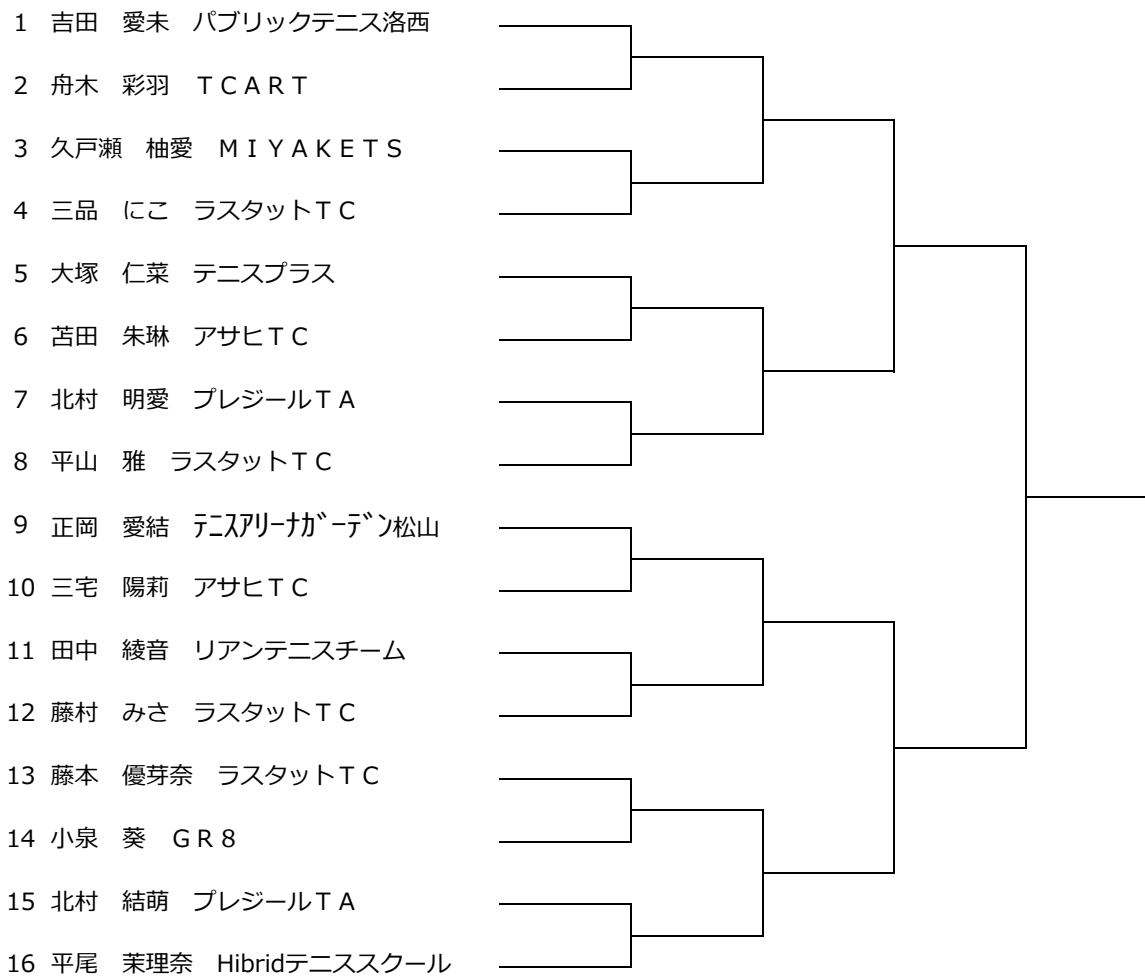 1 吉田　愛未　パブリックテニス洛西
2 舟木　彩羽　ＴＣＡＲＴ
3 久戸瀬　柚愛　ＭＩＹＡＫＥＴＳ
4 三品　にこ　ラスタットＴＣ
5 大塚　仁菜　テニスプラス
6 苫田　朱琳　アサヒＴＣ
7 北村　明愛　プレジールＴＡ
8 平山　雅　ラスタットＴＣ
9 正岡　愛結　ﾃﾆｽｱﾘｰﾅｶﾞｰﾃﾞﾝ松山
10 三宅　陽莉　アサヒＴＣ
11 田中　綾音　リアンテニスチーム
12 藤村　みさ　ラスタットＴＣ
13 藤本　優芽奈　ラスタットＴＣ
14 小泉　葵　ＧＲ８
15 北村　結萌　プレジールＴＡ
16 平尾　茉理奈　Hibridテニススクール